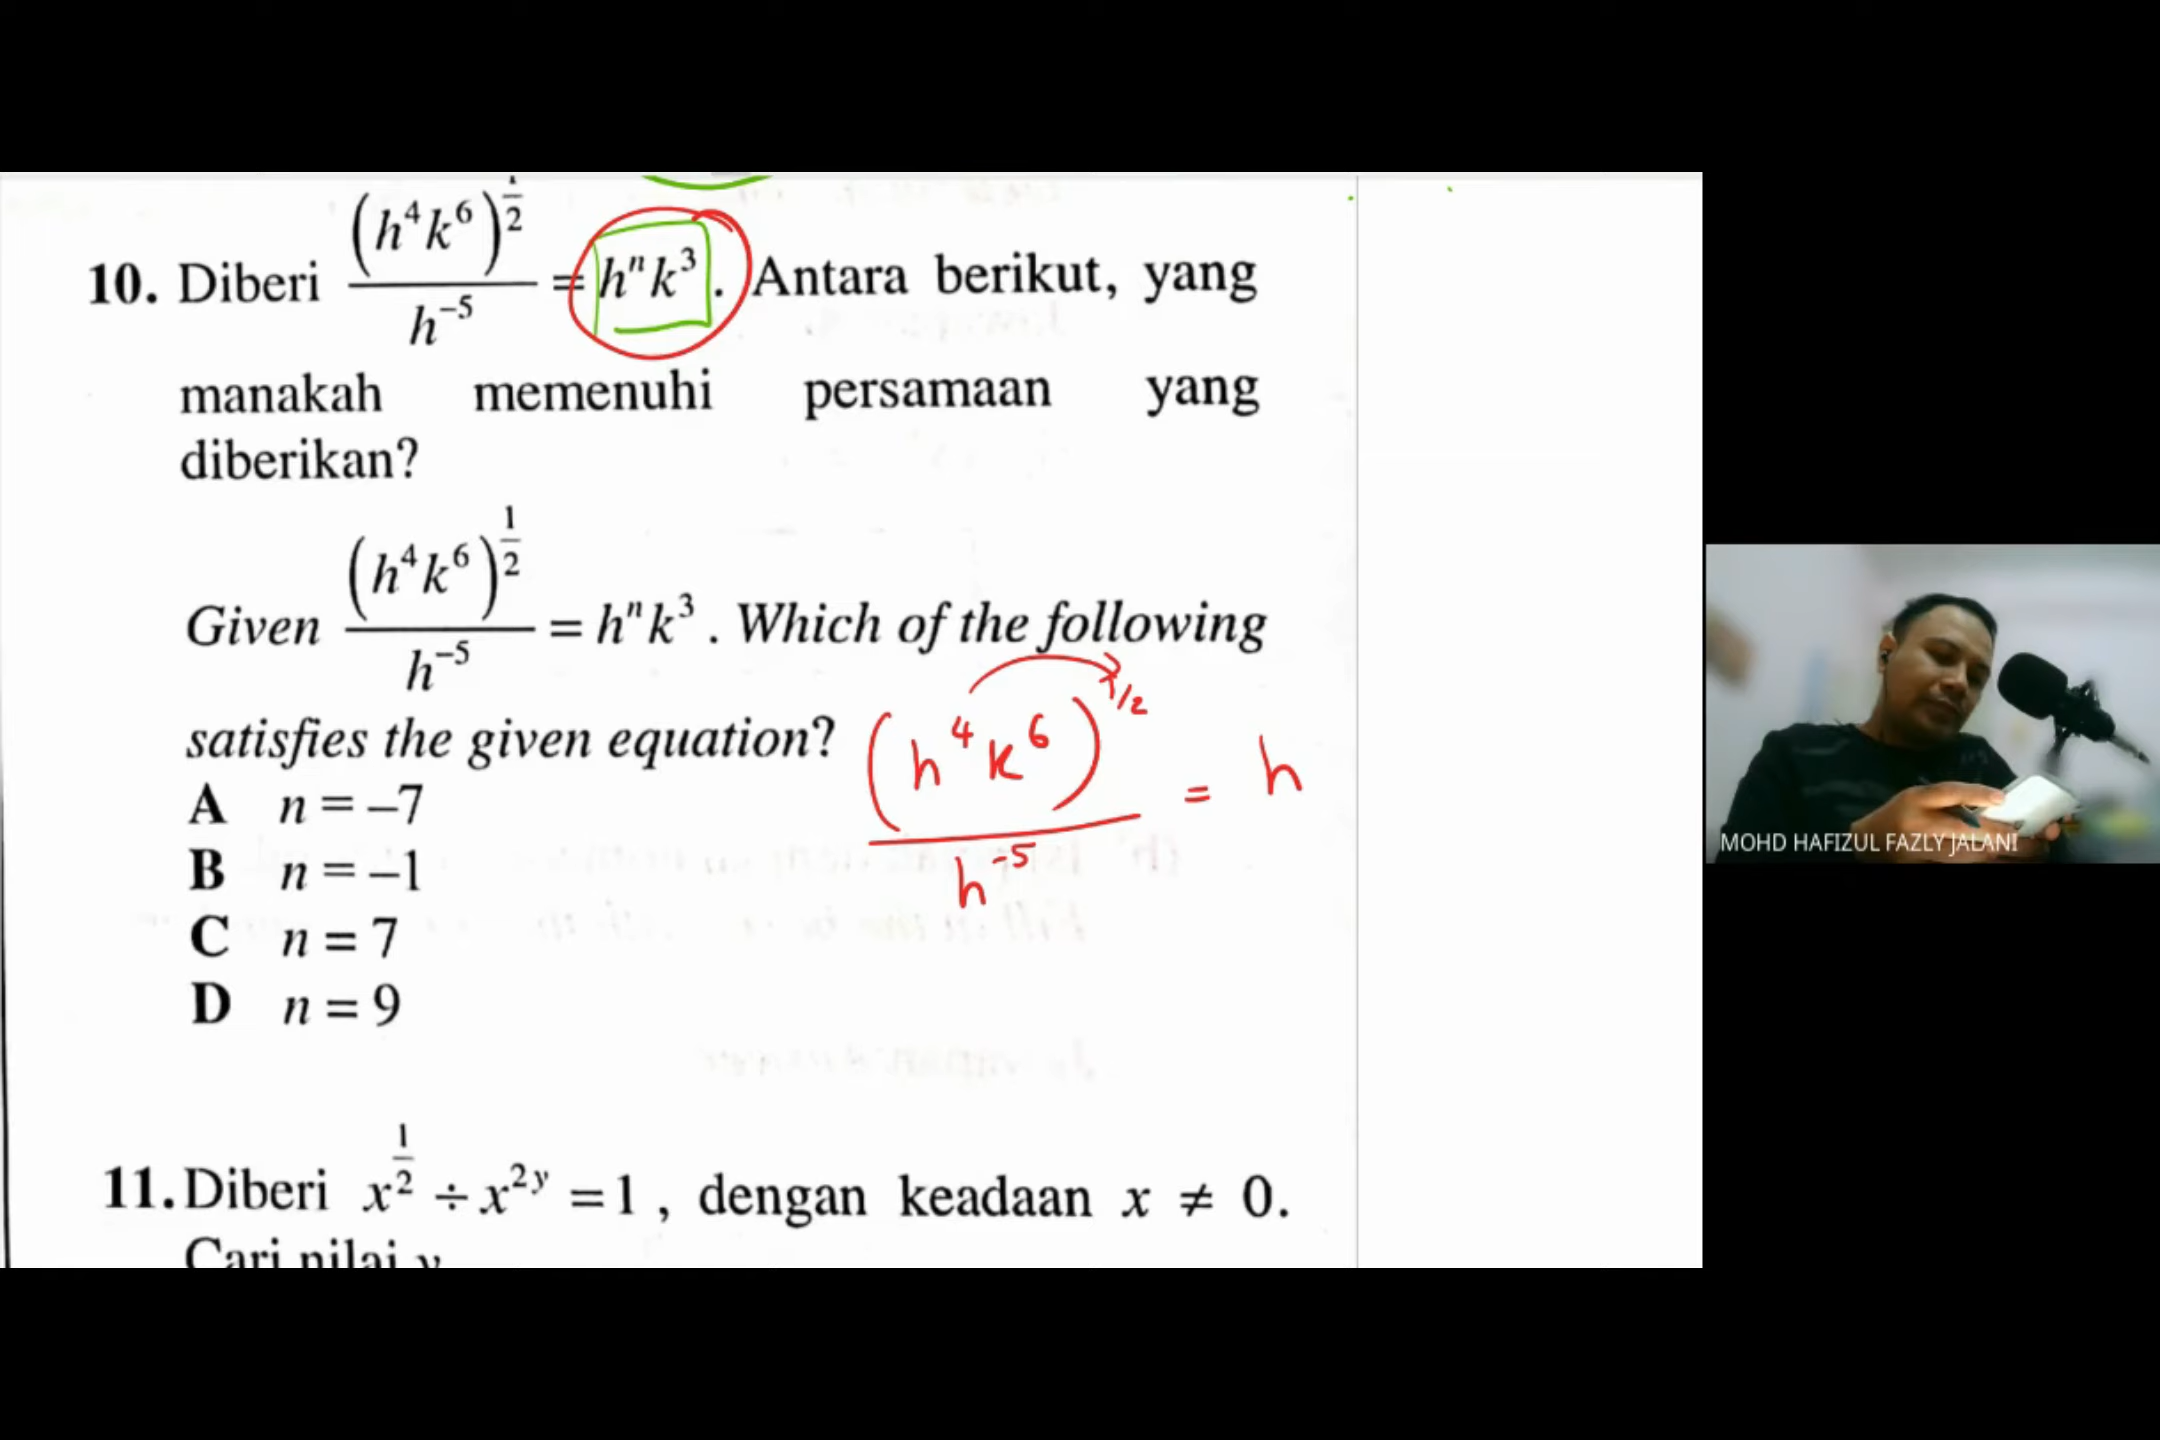 10. Diberi (h⁴k⁶)^½ / h⁻⁵ = hⁿk³ . Antara berikut, yang
manakah memenuhi persamaan yang
diberikan?
Given (h⁴k⁶)^½ / h⁻⁵ = hⁿk³ . Which of the following
satisfies the given equation?
A n = –7
B n = –1
C n = 7
D n = 9
(h⁴k⁶)^1/2 / h⁻⁵ = h
11. Diberi x^½ ÷ x^2y = 1 , dengan keadaan x ≠ 0.
Cari nilai y
MOHD HAFIZUL FAZLY JALANI